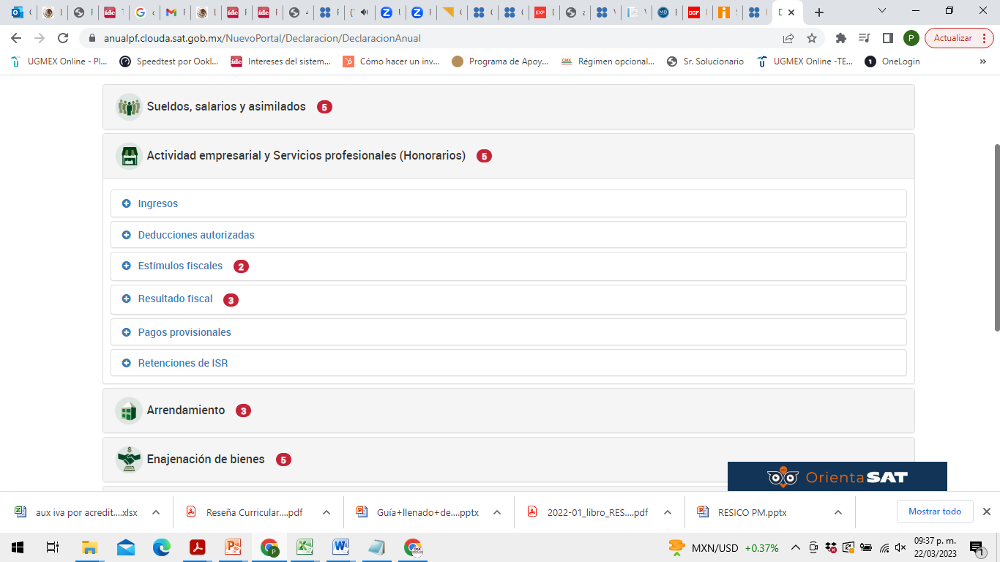 anualpf.clouda.sat.gob.mx/NuevoPortal/Declaracion/DeclaracionAnual
P
Actualizar
UGMEX Online - Pl...
Speedtest por Ookl...
Intereses del sistem...
Cómo hacer un inv...
Programa de Apoy...
Régimen opcional...
Sr. Solucionario
UGMEX Online -TE...
OneLogin
»
Sueldos, salarios y asimilados 5
Actividad empresarial y Servicios profesionales (Honorarios) 5
Ingresos
Deducciones autorizadas
Estímulos fiscales 2
Resultado fiscal 3
Pagos provisionales
Retenciones de ISR
Arrendamiento 3
Enajenación de bienes 5
OrientaSAT
aux iva por acredit....xlsx
Reseña Curricular....pdf
Guía+llenado+de....pptx
2022-01_libro_RES....pdf
RESICO PM.pptx
Mostrar todo
MXN/USD +0.37%
09:37 p. m.
22/03/2023
1